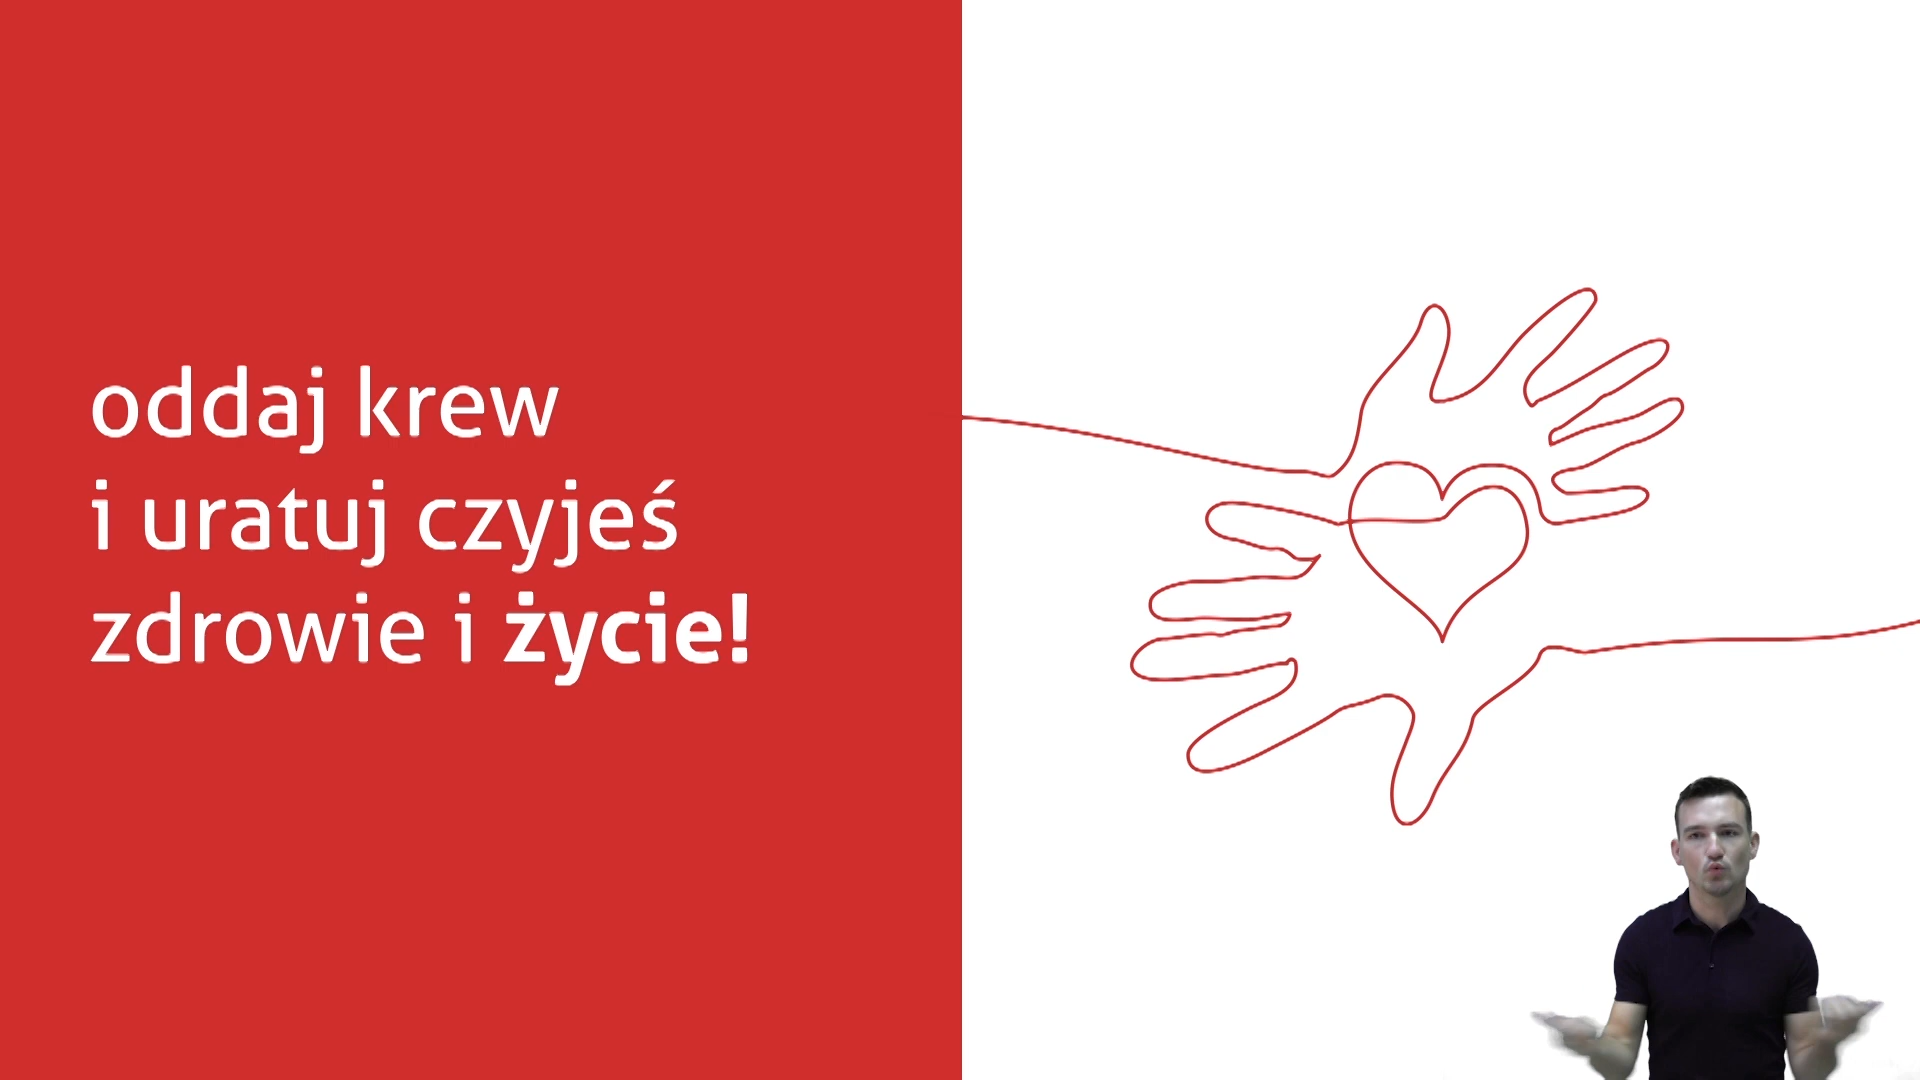 oddaj krew
i uratuj czyjeś
zdrowie i życie!